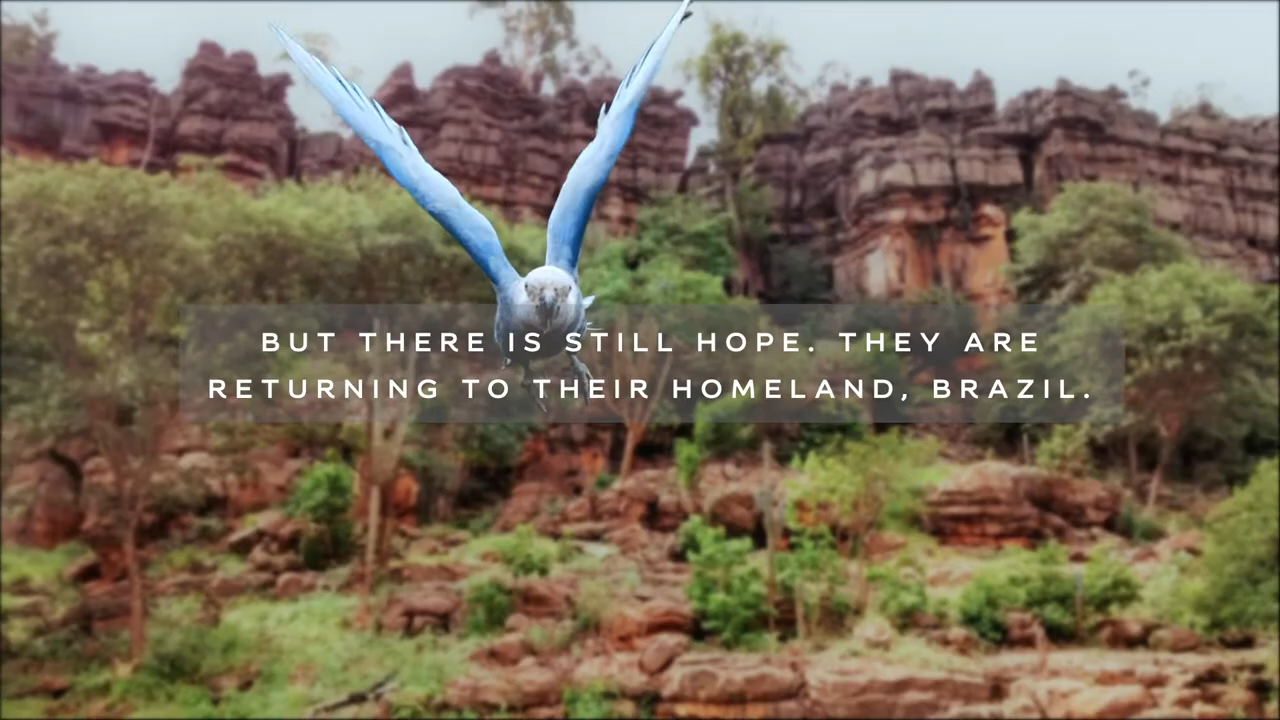 BUT THERE IS STILL HOPE. THEY ARE
RETURNING TO THEIR HOMELAND, BRAZIL.